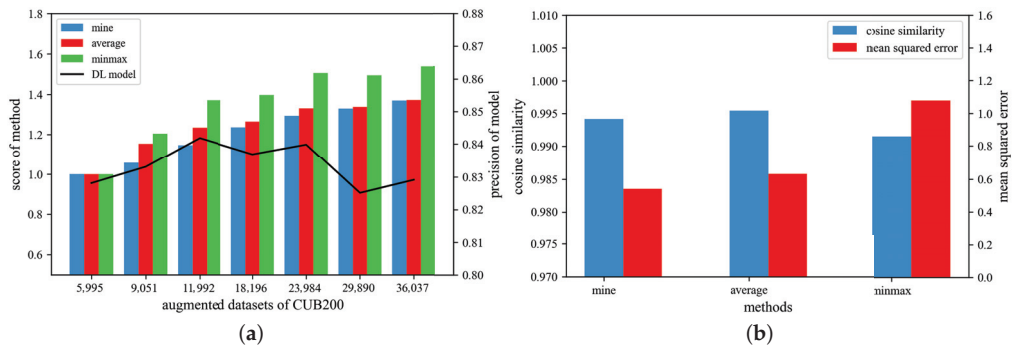 1.8
1.6
1.4
1.2
1.0
0.8
0.6
score of method
mine
average
minmax
DL model
0.88
0.87
0.86
0.85
0.84
0.83
0.82
0.81
0.80
precision of model
5,995 9,051 11,992 18,196 23,984 29,890 36,037
augmented datasets of CUB200
(a)
1.010
1.005
1.000
0.995
0.990
0.985
0.980
0.975
0.970
cosine similarity
cosine similarity
mean squared error
1.6
1.4
1.2
1.0
0.8
0.6
0.4
0.2
0.0
mean squared error
mine average minmax
methods
(b)